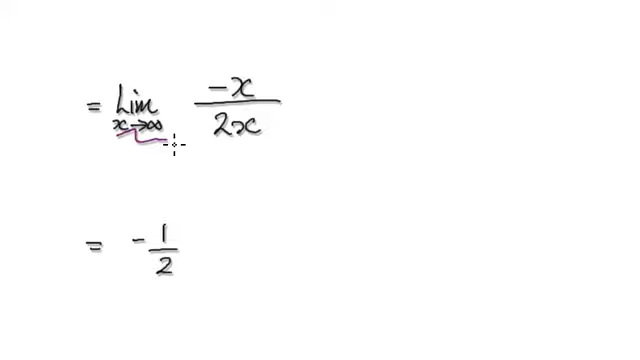 = Lim x→∞ -x/2x
= -1/2